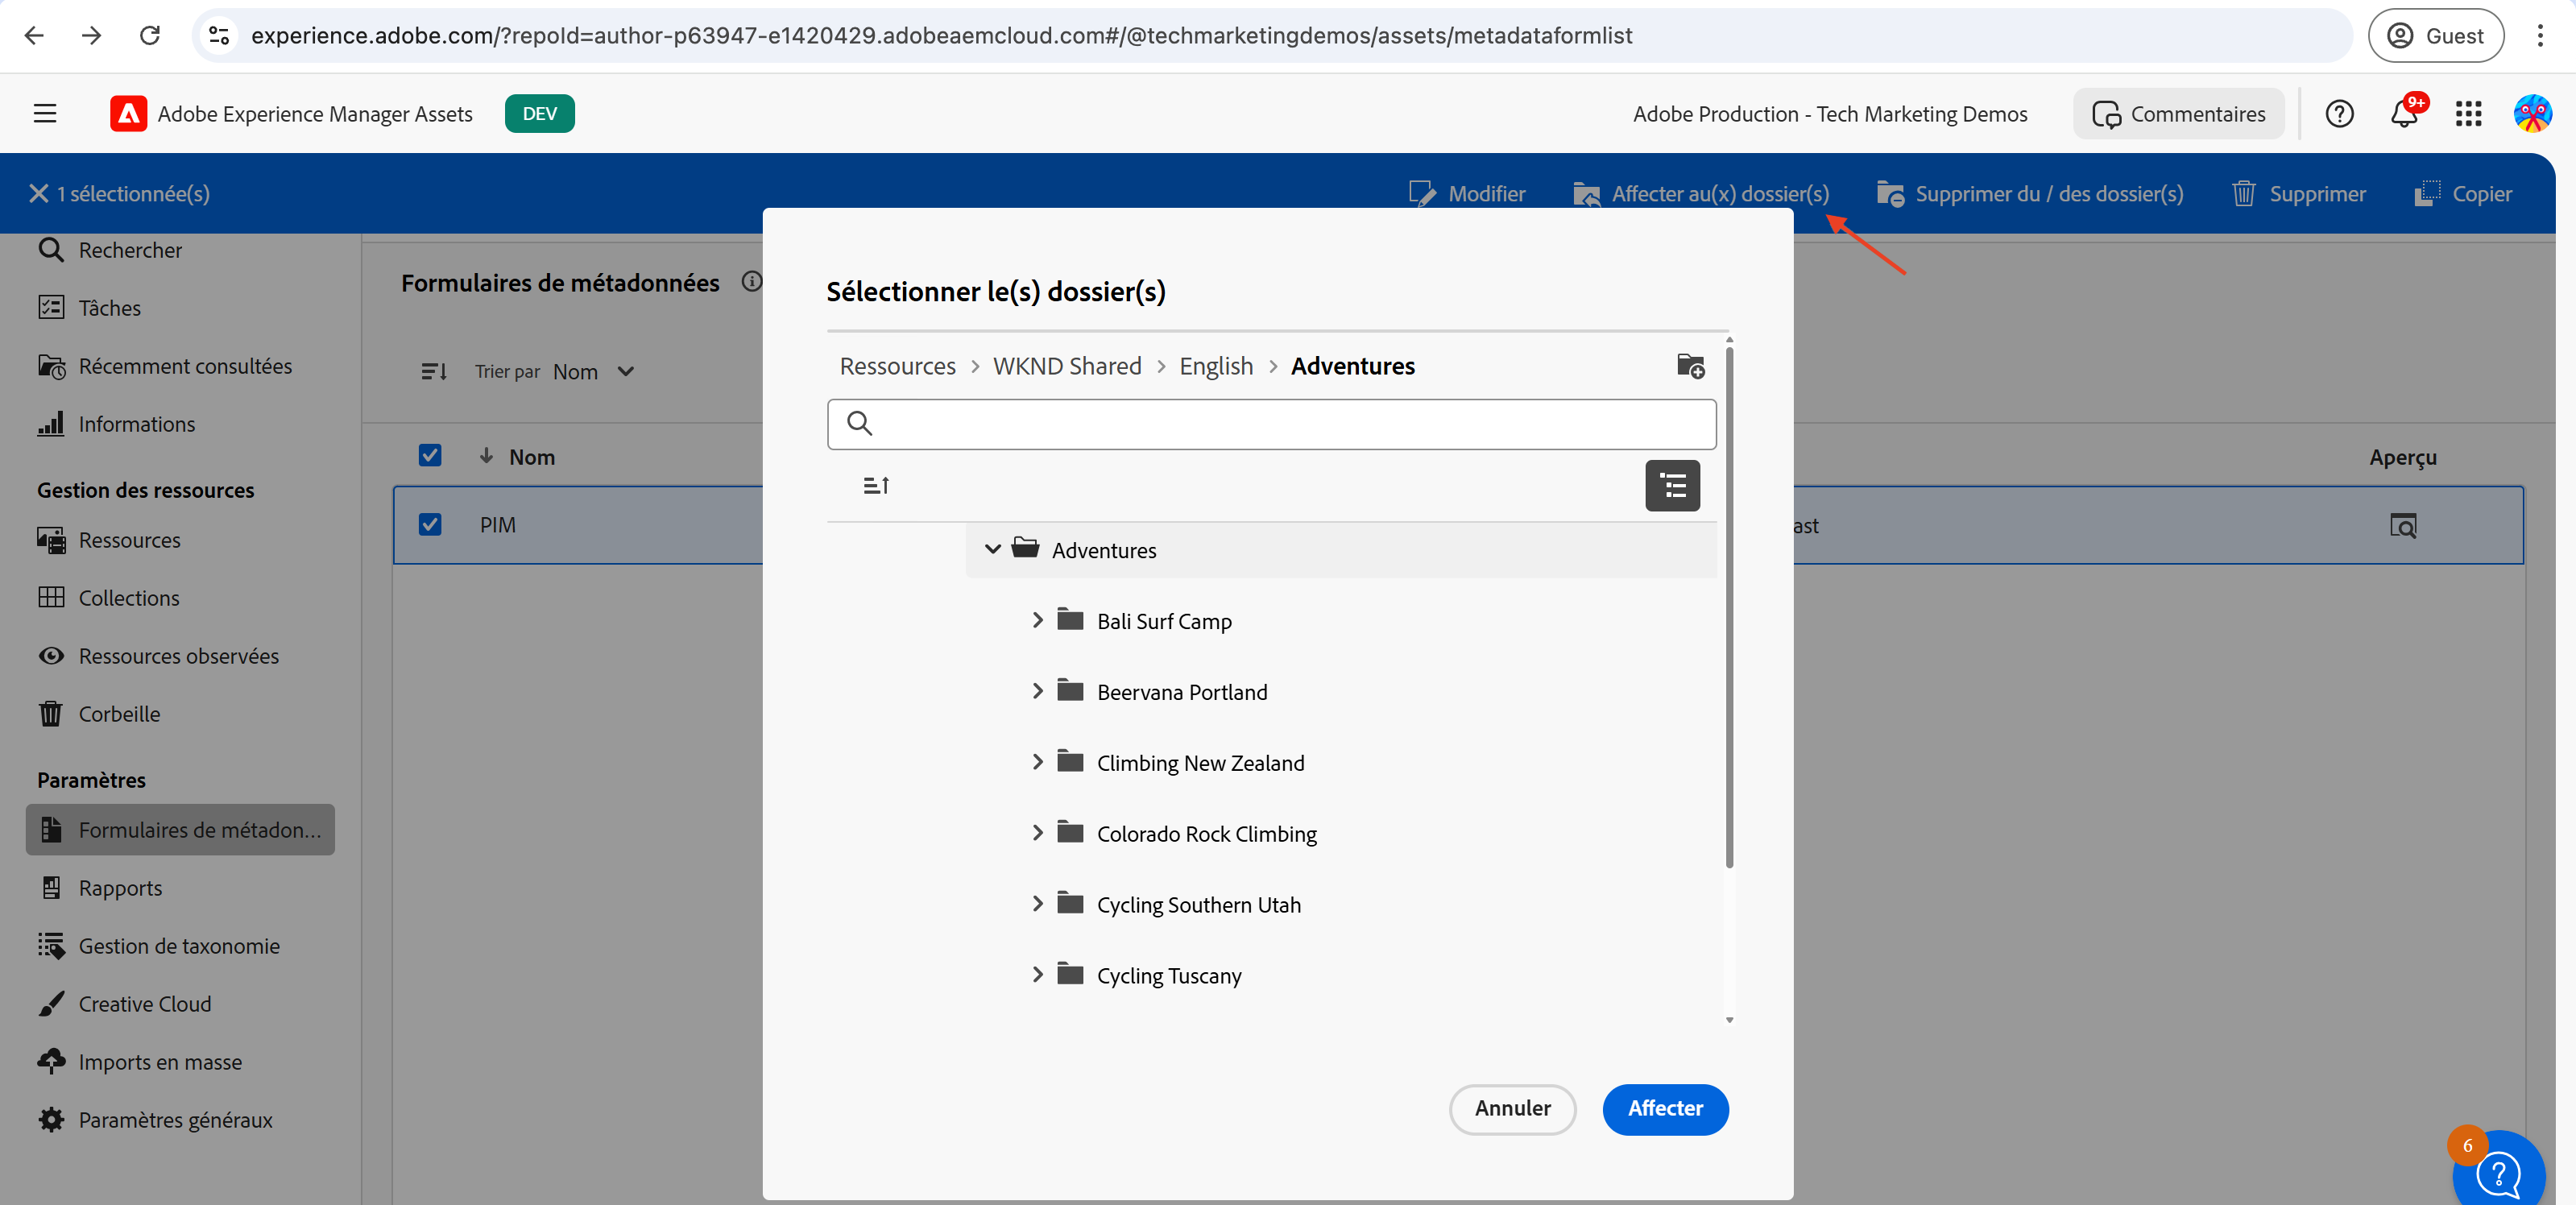 experience.adobe.com/?repoId=author-p63947-e1420429.adobeaemcloud.com#/@techmarketingdemos/assets/metadataformlist
Guest
Adobe Experience Manager Assets
DEV
Adobe Production - Tech Marketing Demos
Commentaires
9+
1 sélectionnée(s)
Modifier
Affecter au(x) dossier(s)
Supprimer du / des dossier(s)
Supprimer
Copier
Rechercher
Tâches
Récemment consultées
Informations
Gestion des ressources
Ressources
Collections
Ressources observées
Corbeille
Paramètres
Formulaires de métadon...
Rapports
Gestion de taxonomie
Creative Cloud
Imports en masse
Paramètres généraux
Formulaires de métadonnées
Trier par Nom
Nom
Aperçu
PIM
ast
Sélectionner le(s) dossier(s)
Ressources > WKND Shared > English > Adventures
Adventures
Bali Surf Camp
Beervana Portland
Climbing New Zealand
Colorado Rock Climbing
Cycling Southern Utah
Cycling Tuscany
Annuler
Affecter
6